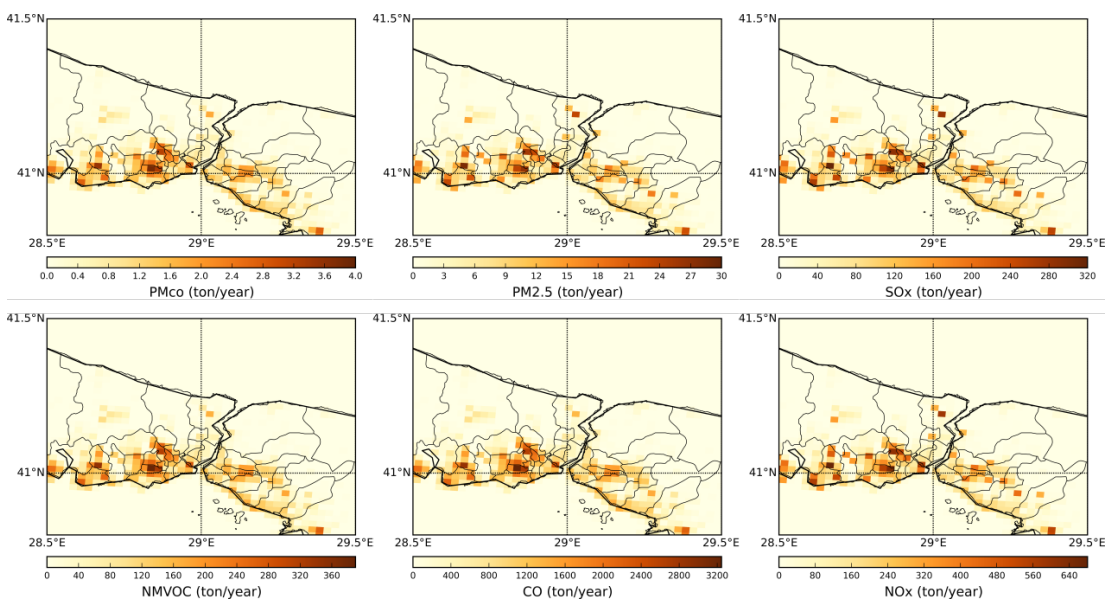 41.5°N 41.5°N 41.5°N
41°N 41°N 41°N
28.5°E 29°E 29.5°E 28.5°E 29°E 29.5°E 28.5°E 29°E 29.5°E
0.0 0.4 0.8 1.2 1.6 2.0 2.4 2.8 3.2 3.6 4.0 0 3 6 9 12 15 18 21 24 27 30 0 40 80 120 160 200 240 280 320
PMco (ton/year) PM2.5 (ton/year) SOx (ton/year)
41.5°N 41.5°N 41.5°N
41°N 41°N 41°N
28.5°E 29°E 29.5°E 28.5°E 29°E 29.5°E 28.5°E 29°E 29.5°E
0 40 80 120 160 200 240 280 320 360 0 400 800 1200 1600 2000 2400 2800 3200 0 80 160 240 320 400 480 560 640
NMVOC (ton/year) CO (ton/year) NOx (ton/year)